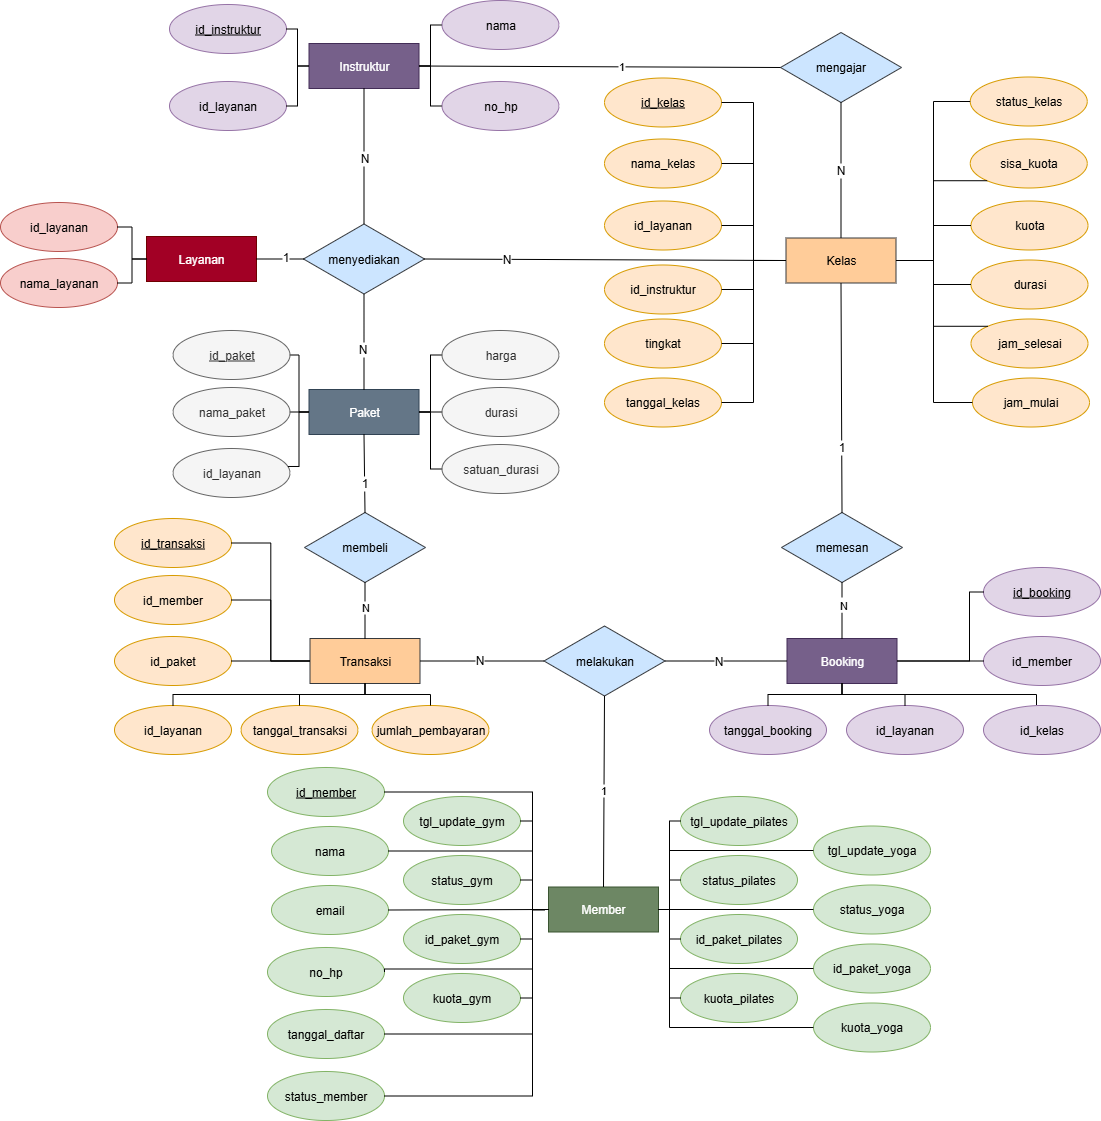 id_instruktur
nama
Instruktur
id_layanan
no_hp
1
mengajar
N
N
id_kelas
nama_kelas
id_layanan
id_instruktur
tingkat
tanggal_kelas
Kelas
status_kelas
sisa_kuota
kuota
durasi
jam_selesai
jam_mulai
id_layanan
nama_layanan
Layanan
1
menyediakan
N
N
id_paket
nama_paket
id_layanan
Paket
harga
durasi
satuan_durasi
1
1
membeli
memesan
N
N
id_transaksi
id_member
id_paket
Transaksi
id_layanan
tanggal_transaksi
jumlah_pembayaran
N
melakukan
N
Booking
id_booking
id_member
tanggal_booking
id_layanan
id_kelas
1
id_member
nama
email
no_hp
tanggal_daftar
status_member
tgl_update_gym
status_gym
id_paket_gym
kuota_gym
Member
tgl_update_pilates
status_pilates
id_paket_pilates
kuota_pilates
tgl_update_yoga
status_yoga
id_paket_yoga
kuota_yoga